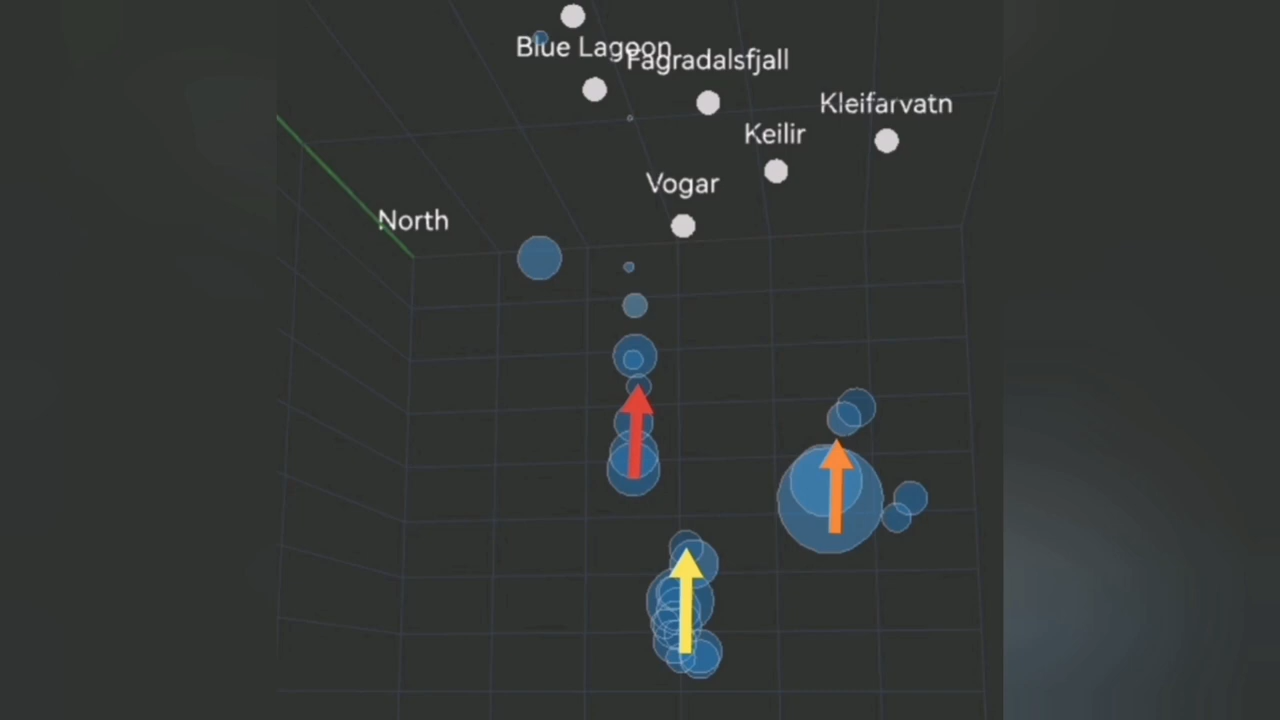 Blue Lagoon
Fagradalsfjall
Kleifarvatn
Keilir
Vogar
North